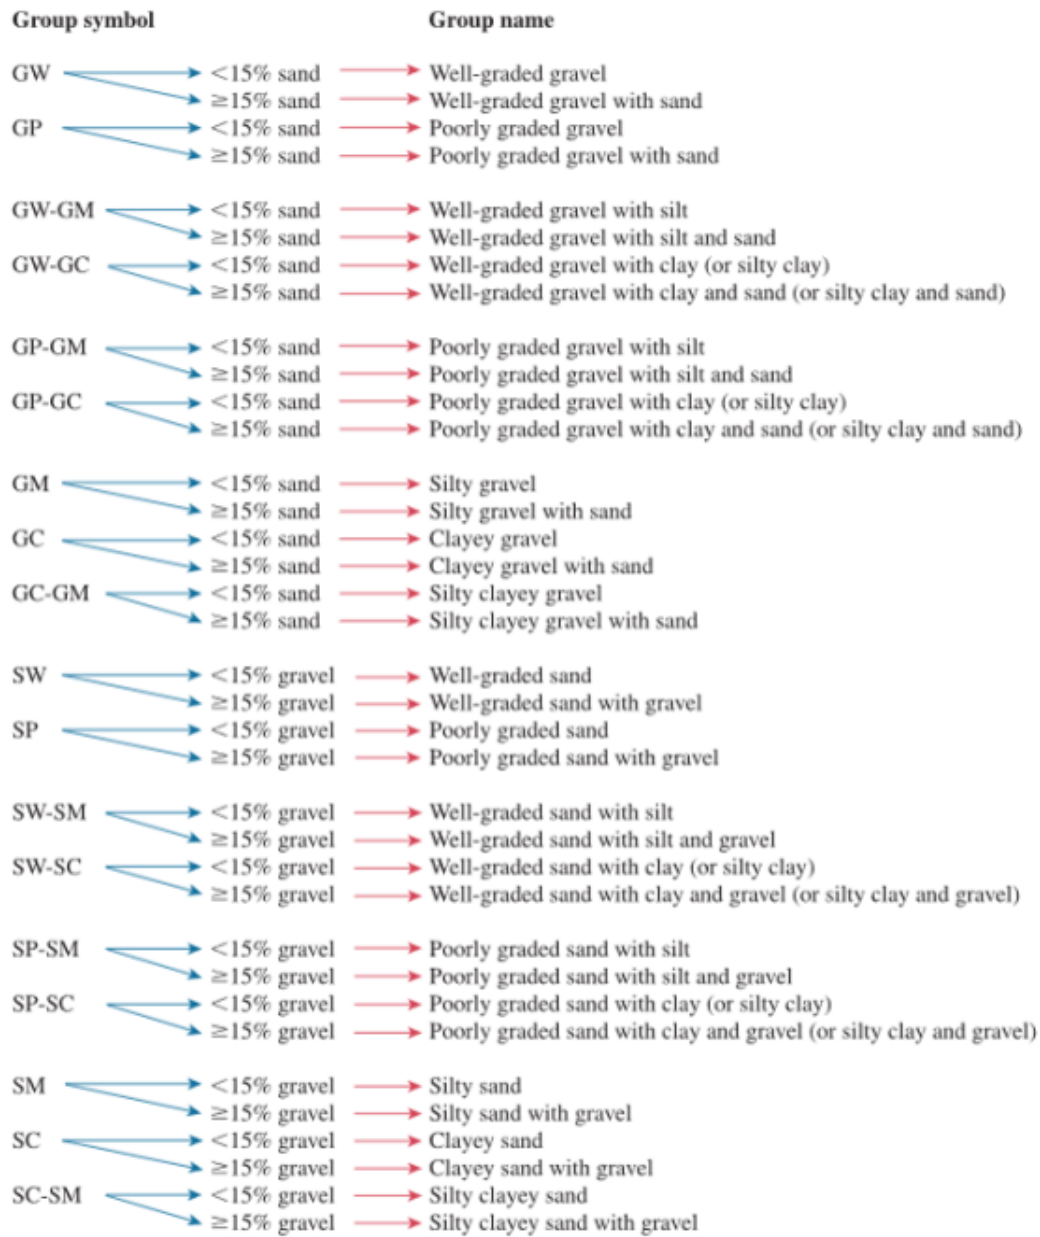 Group symbol Group name
GW <15% sand Well-graded gravel
≥15% sand Well-graded gravel with sand
GP <15% sand Poorly graded gravel
≥15% sand Poorly graded gravel with sand
GW-GM <15% sand Well-graded gravel with silt
≥15% sand Well-graded gravel with silt and sand
GW-GC <15% sand Well-graded gravel with clay (or silty clay)
≥15% sand Well-graded gravel with clay and sand (or silty clay and sand)
GP-GM <15% sand Poorly graded gravel with silt
≥15% sand Poorly graded gravel with silt and sand
GP-GC <15% sand Poorly graded gravel with clay (or silty clay)
≥15% sand Poorly graded gravel with clay and sand (or silty clay and sand)
GM <15% sand Silty gravel
≥15% sand Silty gravel with sand
GC <15% sand Clayey gravel
≥15% sand Clayey gravel with sand
GC-GM <15% sand Silty clayey gravel
≥15% sand Silty clayey gravel with sand
SW <15% gravel Well-graded sand
≥15% gravel Well-graded sand with gravel
SP <15% gravel Poorly graded sand
≥15% gravel Poorly graded sand with gravel
SW-SM <15% gravel Well-graded sand with silt
≥15% gravel Well-graded sand with silt and gravel
SW-SC <15% gravel Well-graded sand with clay (or silty clay)
≥15% gravel Well-graded sand with clay and gravel (or silty clay and gravel)
SP-SM <15% gravel Poorly graded sand with silt
≥15% gravel Poorly graded sand with silt and gravel
SP-SC <15% gravel Poorly graded sand with clay (or silty clay)
≥15% gravel Poorly graded sand with clay and gravel (or silty clay and gravel)
SM <15% gravel Silty sand
≥15% gravel Silty sand with gravel
SC <15% gravel Clayey sand
≥15% gravel Clayey sand with gravel
SC-SM <15% gravel Silty clayey sand
≥15% gravel Silty clayey sand with gravel